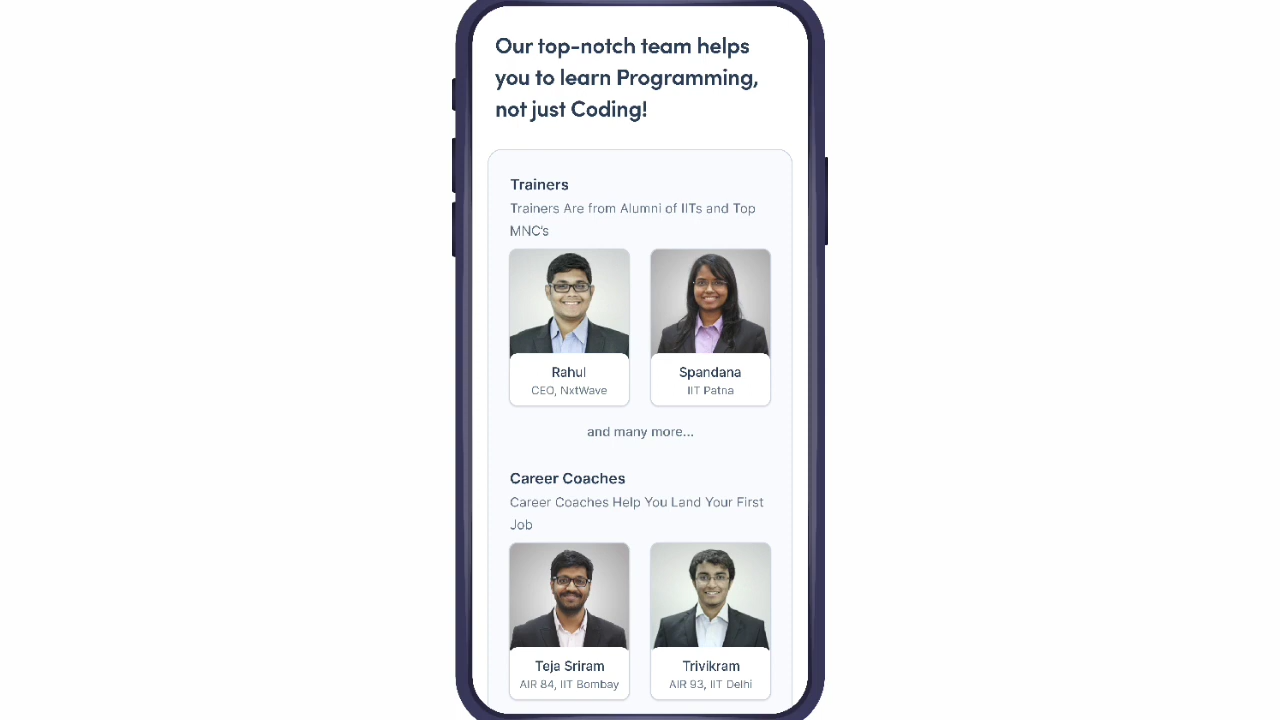 Our top-notch team helps
you to learn Programming,
not just Coding!
Trainers
Trainers Are from Alumni of IITs and Top
MNC's
Rahul
CEO, NxtWave
Spandana
IIT Patna
and many more...
Career Coaches
Career Coaches Help You Land Your First
Job
Teja Sriram
AIR 84, IIT Bombay
Trivikram
AIR 93, IIT Delhi